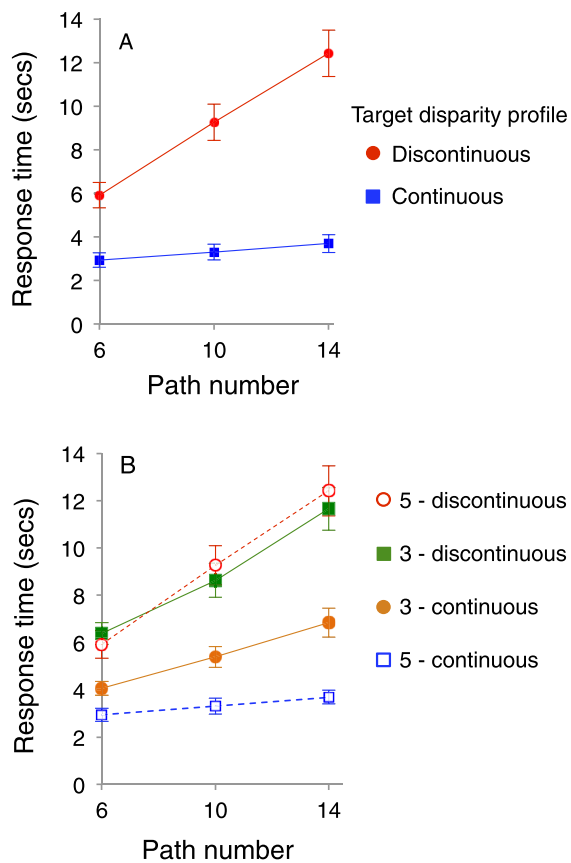 A
Response time (secs)
14
12
10
8
6
4
2
0
6 10 14
Path number
Target disparity profile
Discontinuous
Continuous
B
Response time (secs)
14
12
10
8
6
4
2
0
6 10 14
Path number
5 - discontinuous
3 - discontinuous
3 - continuous
5 - continuous